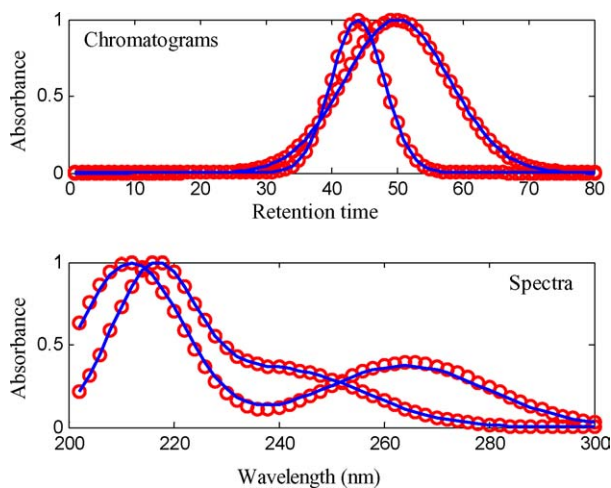 Chromatograms
Absorbance
1
0.5
0
0 10 20 30 40 50 60 70 80
Retention time
Spectra
Absorbance
1
0.5
0
200 220 240 260 280 300
Wavelength (nm)